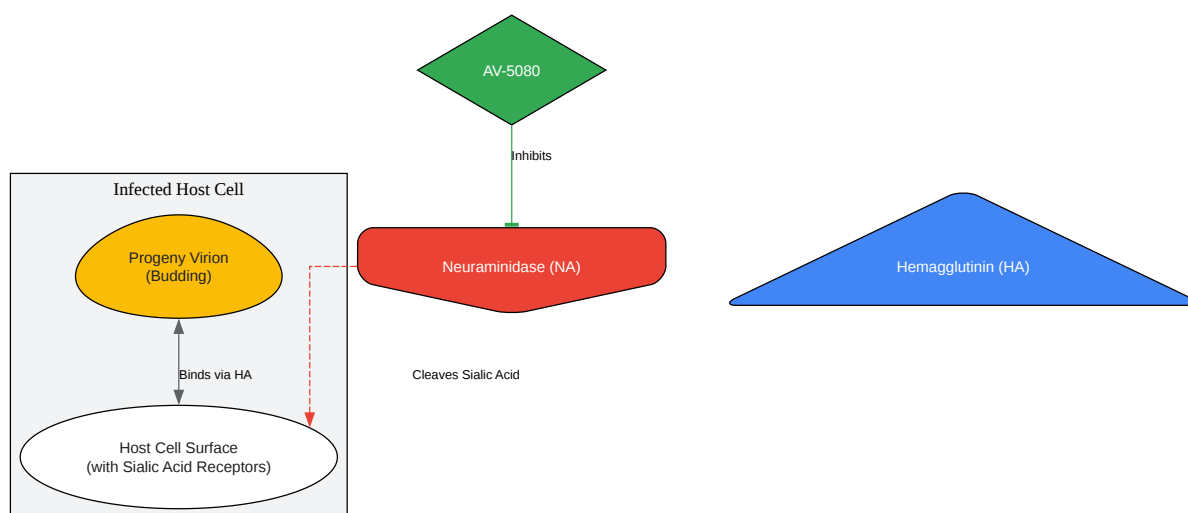 AV-5080
Inhibits
Infected Host Cell
Progeny Virion
(Budding)
Neuraminidase (NA)
Hemagglutinin (HA)
Binds via HA
Cleaves Sialic Acid
Host Cell Surface
(with Sialic Acid Receptors)